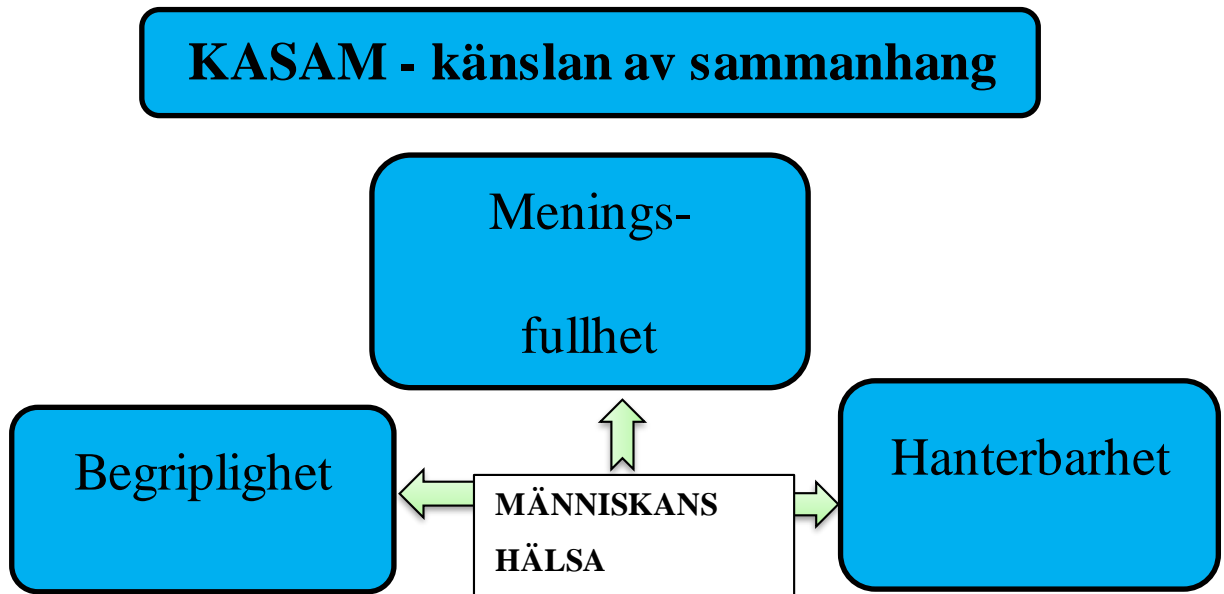 KASAM - känslan av sammanhang
Menings-
fullhet
Begriplighet
Hanterbarhet
MÄNNISKANS
HÄLSA